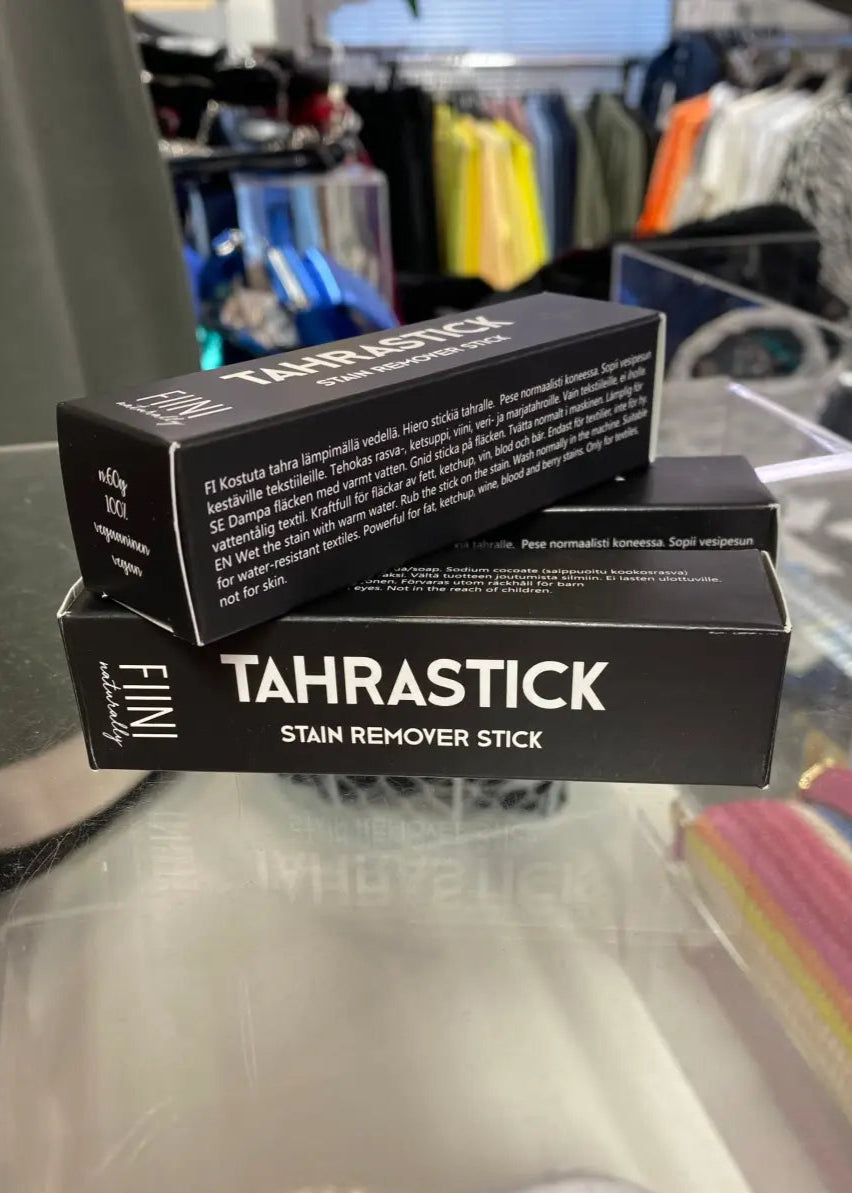 TAHRASTICK
STAIN REMOVER STICK
FIINI
naturally
n.60g
100%
vegaaninen
vegan
FI Kostuta tahra lämpimällä vedellä. Hiero stickiä tahralle. Pese normaalisti koneessa. Sopii vesipesun
kestäville tekstiileille. Tehokas rasva-, ketsuppi, viini, veri- ja marjatahroille. Vain tekstiileille, ei iholle
SE Dampa fläcken med varmt vatten. Gnid sticka på fläcken. Tvätta normalt i maskinen. Lämplig för
vattentålig textil. Kraftfull för fläckar av fett, ketchup, vin, blod och bär. Endast för textilier, inte för hy.
EN Wet the stain with warm water. Rub the stick on the stain. Wash normally in the machine. Suitable
for water-resistant textiles. Powerful for fat, ketchup, wine, blood and berry stains. Only for textiles,
not for skin.
tahralle. Pese normaalisti koneessa. Sopii vesipesun
/soap. Sodium cocoate (saippuoitu kookosrasva)
Vältä tuotteen joutumista silmiin. Ei lasten ulottuville.
Förvaras utom räckhåll för barn
eyes. Not in the reach of children.
FIINI
naturally
TAHRASTICK
STAIN REMOVER STICK